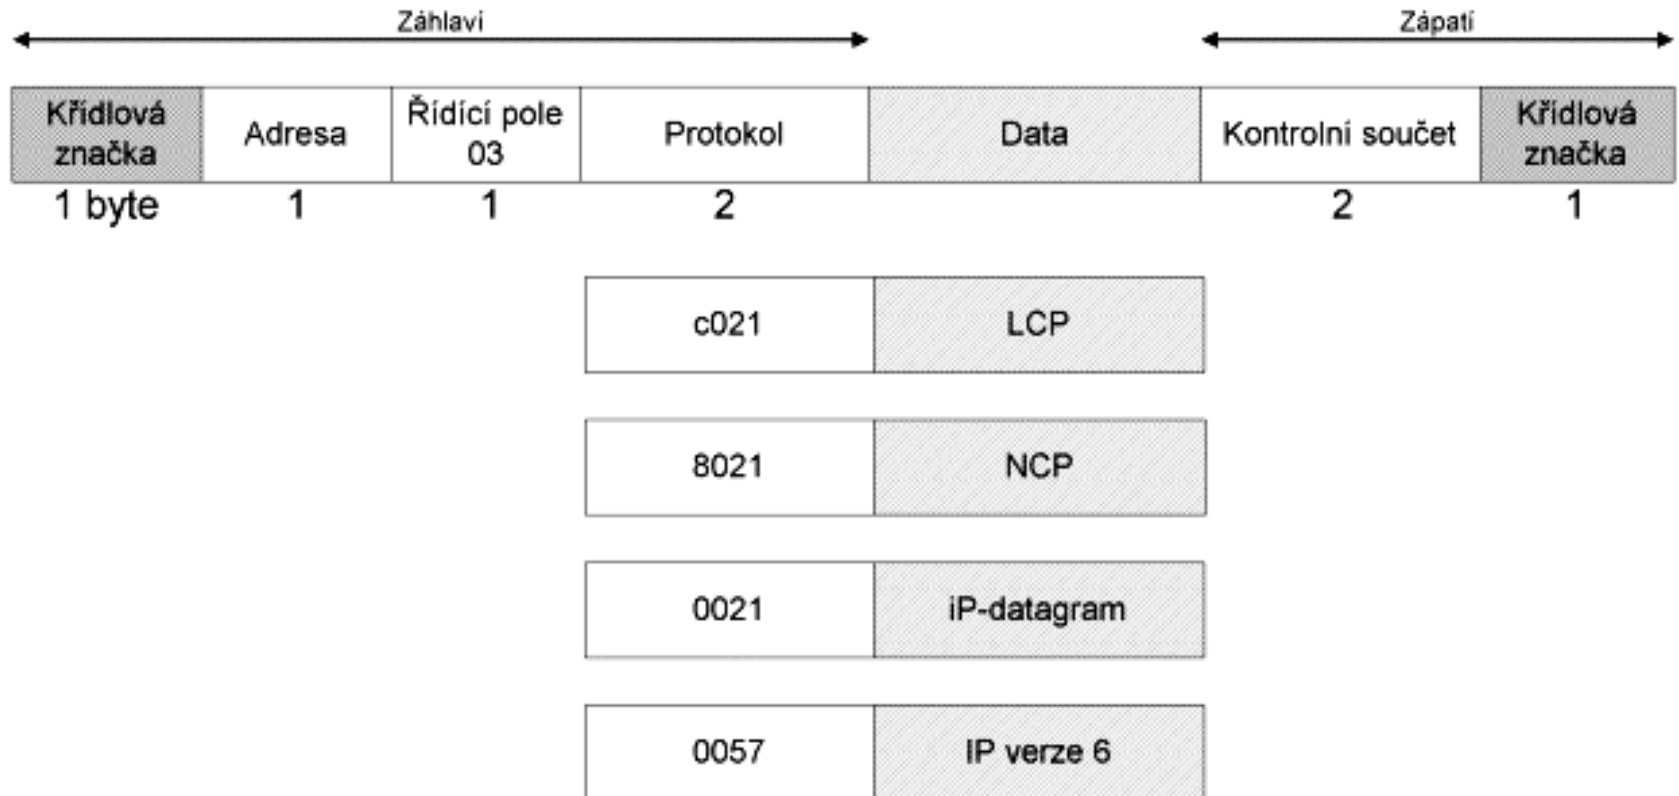 Záhlaví
Zápatí
Křídlová značka
Adresa
Řídící pole 03
Protokol
Data
Kontrolní součet
Křídlová značka
1 byte
1
1
2
2
1
c021
LCP
8021
NCP
0021
iP-datagram
0057
IP verze 6